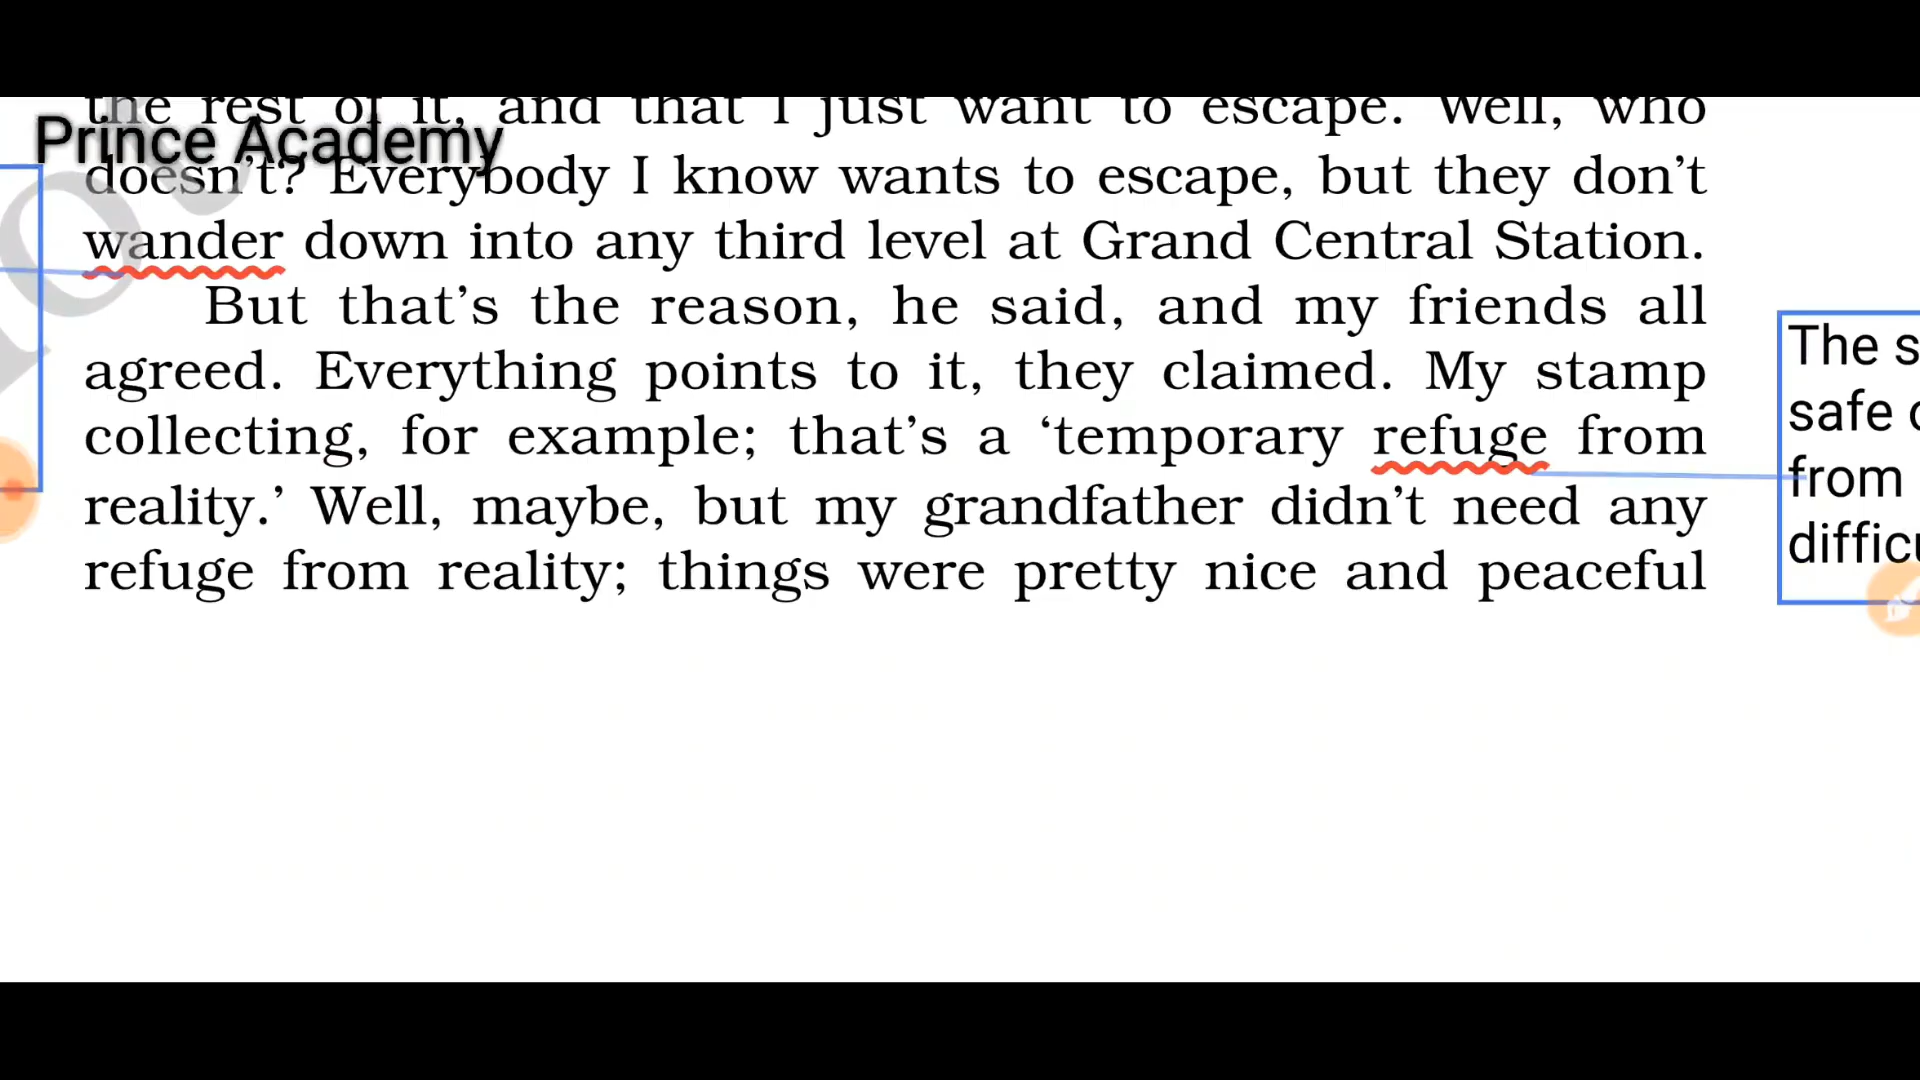 the rest of it, and that I just want to escape. Well, who
Prince Academy
doesn’t? Everybody I know wants to escape, but they don’t
wander down into any third level at Grand Central Station.
But that’s the reason, he said, and my friends all
agreed. Everything points to it, they claimed. My stamp
collecting, for example; that’s a ‘temporary refuge from
reality.’ Well, maybe, but my grandfather didn’t need any
refuge from reality; things were pretty nice and peaceful
The
safe
from